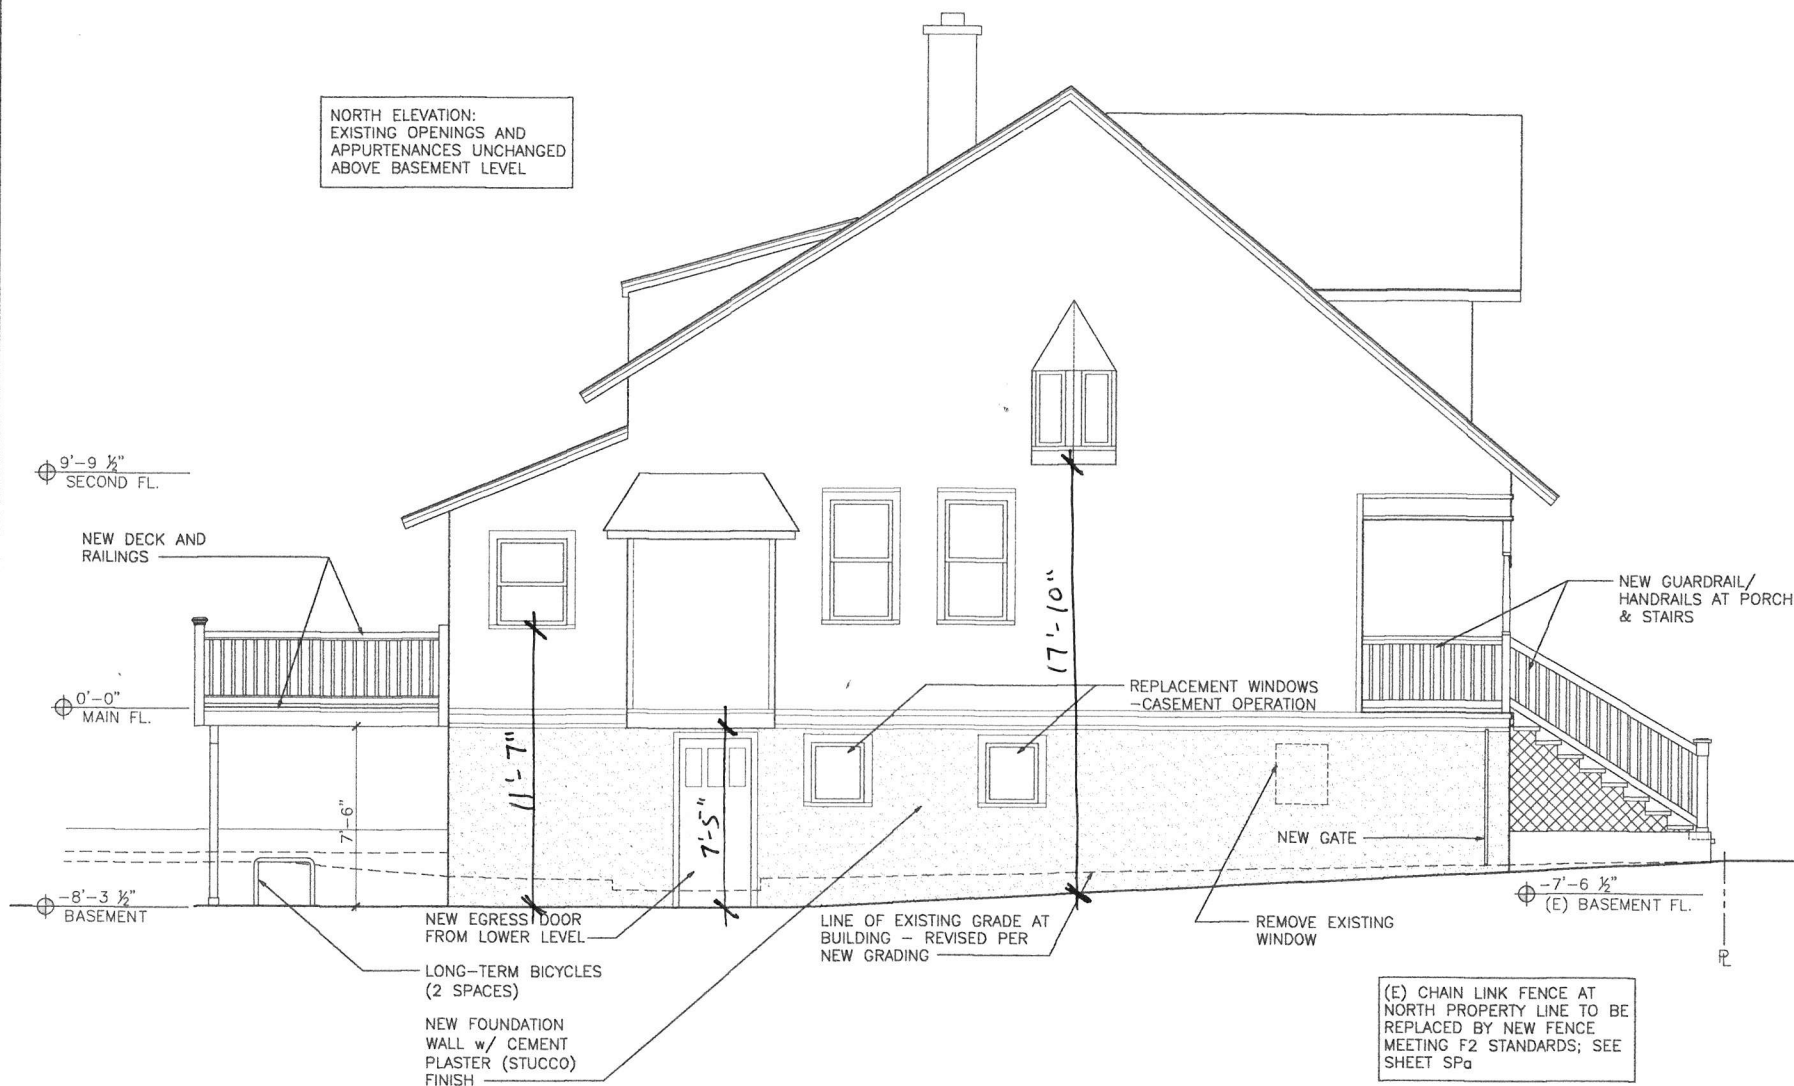 NORTH ELEVATION:
EXISTING OPENINGS AND
APPURTENANCES UNCHANGED
ABOVE BASEMENT LEVEL
9'-9 ½"
SECOND FL.
NEW DECK AND
RAILINGS
NEW GUARDRAIL/
HANDRAILS AT PORCH
& STAIRS
17'-10"
0'-0"
MAIN FL.
REPLACEMENT WINDOWS
-CASEMENT OPERATION
11'-7"
7'-5"
7'-6"
NEW GATE
-8'-3 ½"
BASEMENT
-7'-6 ½"
(E) BASEMENT FL.
NEW EGRESS DOOR
FROM LOWER LEVEL
LINE OF EXISTING GRADE AT
BUILDING - REVISED PER
NEW GRADING
REMOVE EXISTING
WINDOW
PL
LONG-TERM BICYCLES
(2 SPACES)
NEW FOUNDATION
WALL w/ CEMENT
PLASTER (STUCCO)
FINISH
(E) CHAIN LINK FENCE AT
NORTH PROPERTY LINE TO BE
REPLACED BY NEW FENCE
MEETING F2 STANDARDS; SEE
SHEET SPa